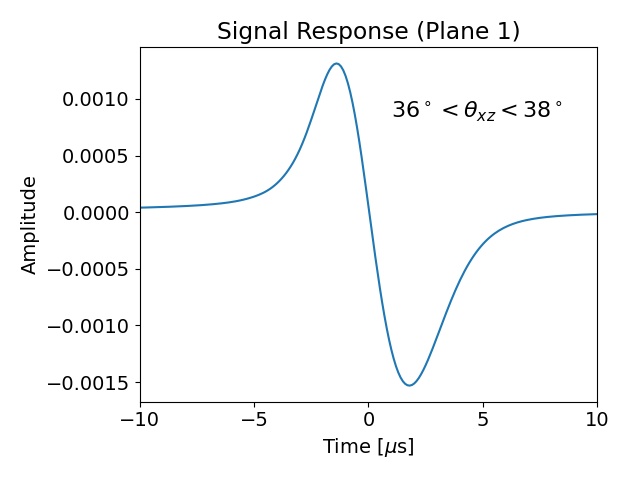 Signal Response (Plane 1)
36° < θxz < 38°
Amplitude
0.0010
0.0005
0.0000
−0.0005
−0.0010
−0.0015
−10
−5
0
5
10
Time [μs]